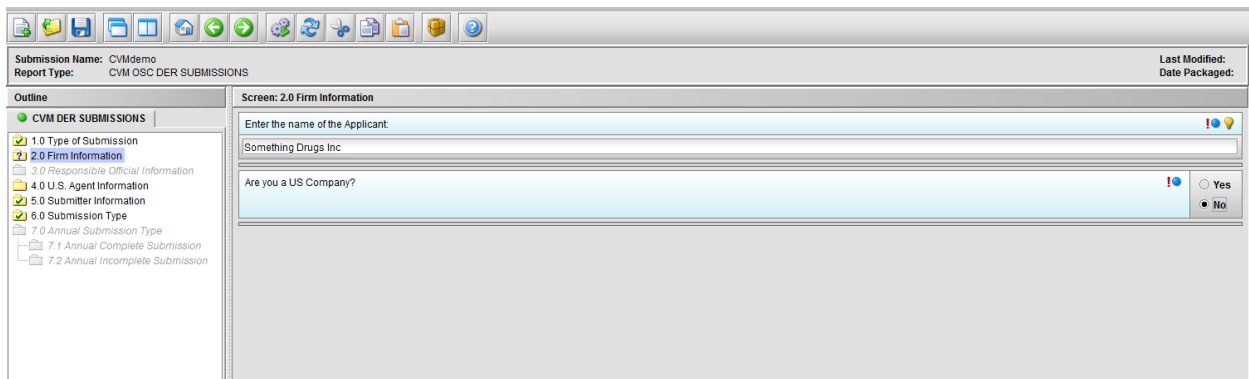 Submission Name: CVMdemo
Last Modified:
Report Type: CVM OSC DER SUBMISSIONS
Date Packaged:
Outline
Screen: 2.0 Firm Information
CVM DER SUBMISSIONS
Enter the name of the Applicant:
1.0 Type of Submission
Something Drugs Inc
2.0 Firm Information
3.0 Responsible Official Information
4.0 U.S. Agent Information
Are you a US Company?
Yes
5.0 Submitter Information
No
6.0 Submission Type
7.0 Annual Submission Type
7.1 Annual Complete Submission
7.2 Annual Incomplete Submission